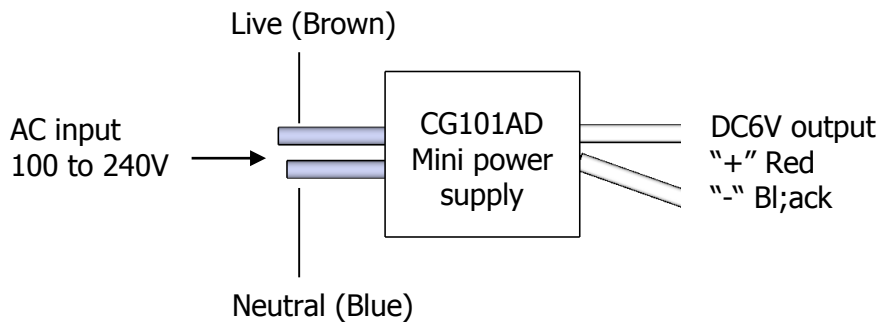 Live (Brown)
AC input
100 to 240V
CG101AD
Mini power
supply
DC6V output
“+” Red
“-“ Bl;ack
Neutral (Blue)